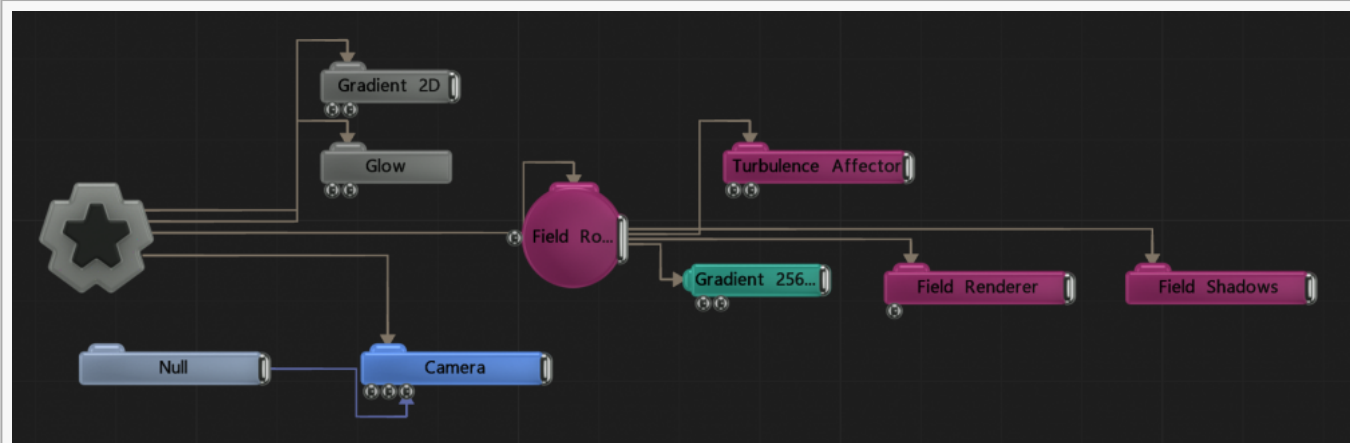 Gradient 2D
Glow
Turbulence Affector
Field Ro...
Gradient 256...
Field Renderer
Field Shadows
Null
Camera